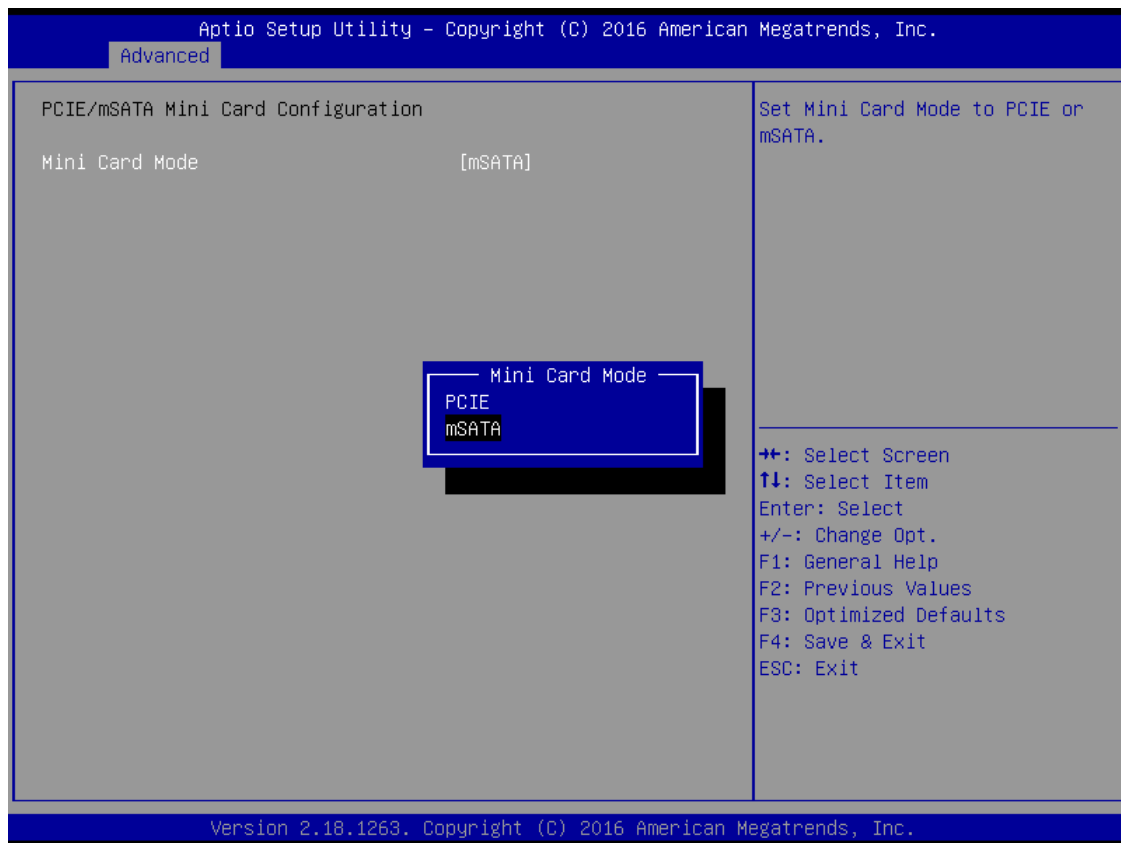 Aptio Setup Utility – Copyright (C) 2016 American Megatrends, Inc.
Advanced
PCIE/mSATA Mini Card Configuration
Mini Card Mode [mSATA]
Set Mini Card Mode to PCIE or
mSATA.
Mini Card Mode
PCIE
mSATA
→←: Select Screen
↑↓: Select Item
Enter: Select
+/-: Change Opt.
F1: General Help
F2: Previous Values
F3: Optimized Defaults
F4: Save & Exit
ESC: Exit
Version 2.18.1263. Copyright (C) 2016 American Megatrends, Inc.